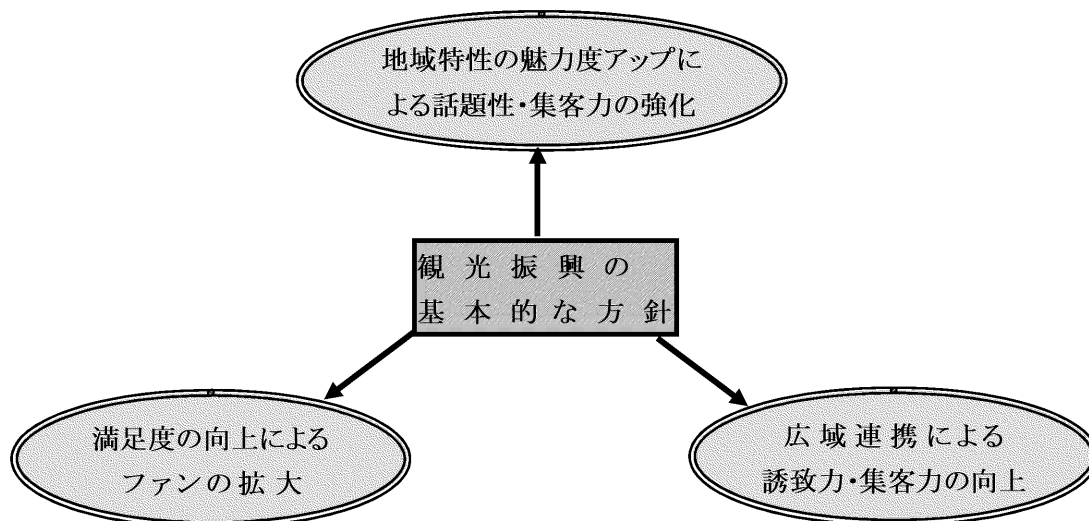 地域特性の魅力度アップに
よる話題性・集客力の強化
観光振興の
基本的な方針
満足度の向上による
ファンの拡大
広域連携による
誘致力・集客力の向上